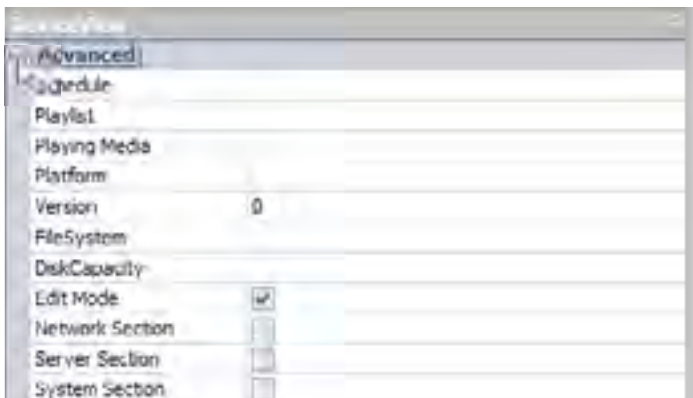 Advanced
Schedule
Playlist
Playing Media
Platform
Version 0
FileSystem
DiskCapacity
Edit Mode
Network Section
Server Section
System Section